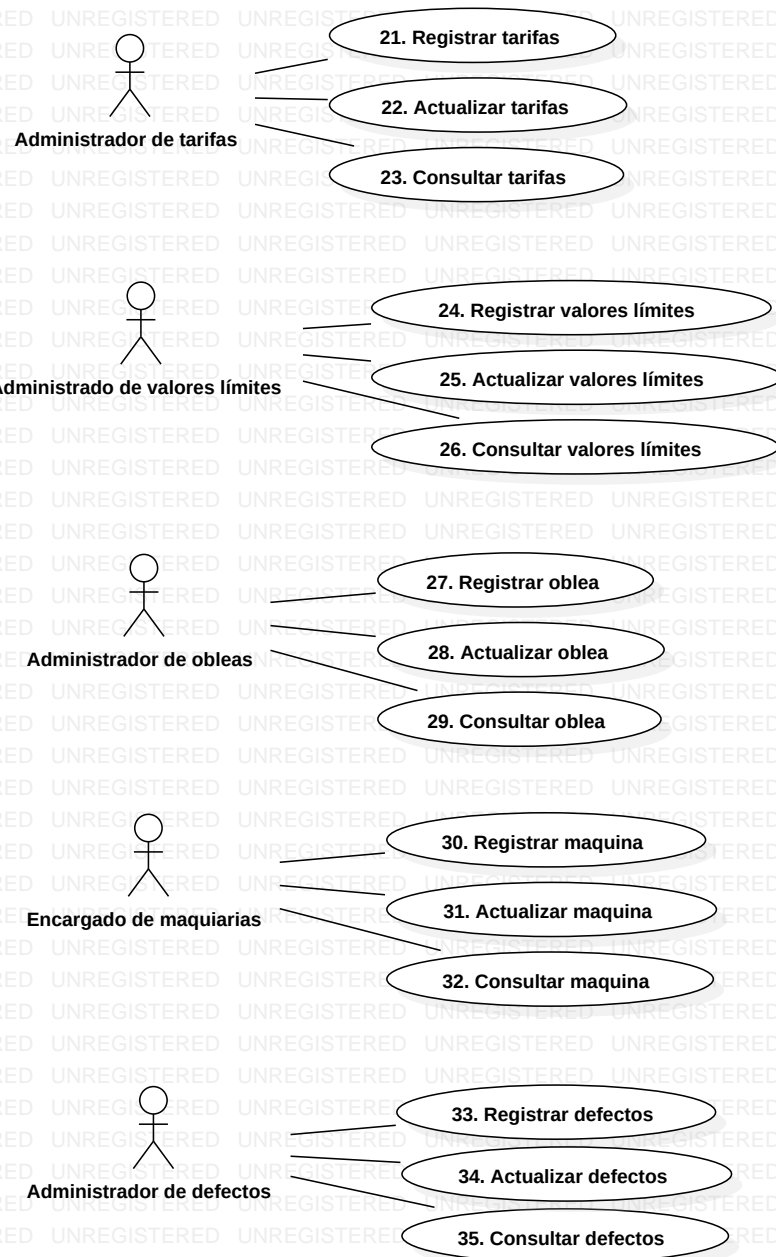 21. Registrar tarifas
22. Actualizar tarifas
Administrador de tarifas
23. Consultar tarifas
24. Registrar valores límites
25. Actualizar valores límites
Administrado de valores límites
26. Consultar valores límites
27. Registrar oblea
28. Actualizar oblea
Administrador de obleas
29. Consultar oblea
30. Registrar maquina
31. Actualizar maquina
Encargado de maquiarias
32. Consultar maquina
33. Registrar defectos
34. Actualizar defectos
Administrador de defectos
35. Consultar defectos
UNREGISTERED